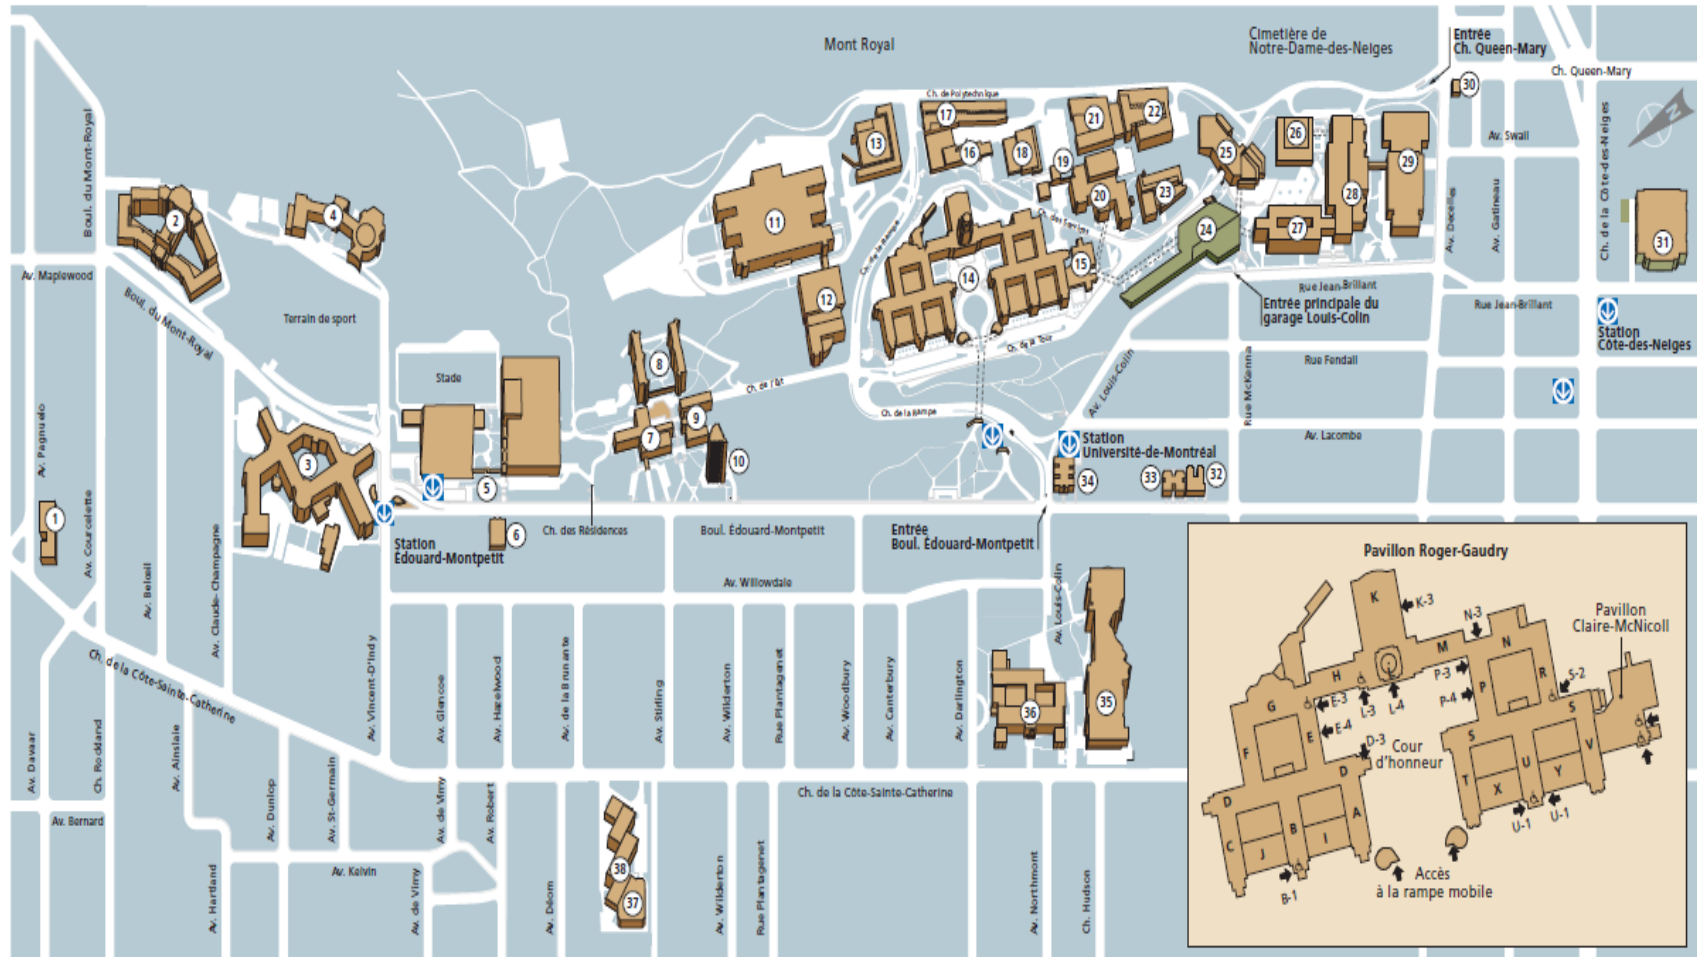 Mont Royal
Cimetière de
Notre-Dame-des-Neiges
Entrée
Ch. Queen-Mary
Ch. Queen-Mary
30
Ch. de Polytechnique
17
21
22
13
16
18
19
20
23
25
26
28
29
Av. Swail
N
Boul. du Mont-Royal
2
4
11
12
14
15
24
27
31
Ch. de la Rampe
Ch. des Services
Av. Decelles
Av. Gatineau
Ch. de la Côte-des-Neiges
Av. Maplewood
Boul. du Mont-Royal
Terrain de sport
Rue Jean-Brillant
Entrée principale du
garage Louis-Colin
Rue Jean-Brillant
Station
Côte-des-Neiges
Ch. de la Tour
Rue Fendall
Stade
8
Ch. de l'
Ch. de la Rampe
Av. Louis-Colin
Rue McKenna
Av. Pagnuelo
3
5
7
9
10
Station
Université-de-Montréal
Av. Lacombe
34
33
32
1
Av. Courcelette
Av. Claude-Champagne
6
Station
Édouard-Montpetit
Ch. des Résidences
Boul. Édouard-Montpetit
Entrée
Boul. Édouard-Montpetit
Av. Belœil
Av. Willowdale
Av. Louis-Colin
Ch. de la Côte-Sainte-Catherine
Av. Vincent-D'Indy
Av. Glencoe
Av. Hazelwood
Av. de la Brunante
Av. Stirling
Av. Wilderton
Rue Plantagenet
Av. Woodbury
Av. Canterbury
Av. Darlington
36
35
Av. Davaar
Ch. Rockland
Av. Ainslaie
Av. Dunlop
Av. St-Germain
Av. de Vimy
Av. Robert
Ch. de la Côte-Sainte-Catherine
Av. Bernard
Av. Kelvin
38
37
Av. Hartland
Av. de Vimy
Av. Déom
Av. Wilderton
Rue Plantagenet
Av. Northmont
Ch. Hudson
Pavillon Roger-Gaudry
Pavillon
Claire-McNicoll
K
K-3
N-3
M
N
H
L
P-3
R
S-2
P
P-4
G
E-3
L-3
L-4
S
E-4
E
F
D-3
Cour
d'honneur
S
V
D
U
T
Y
X
D
A
B
I
C
J
U-1
U-1
Accès
à la rampe mobile
B-1